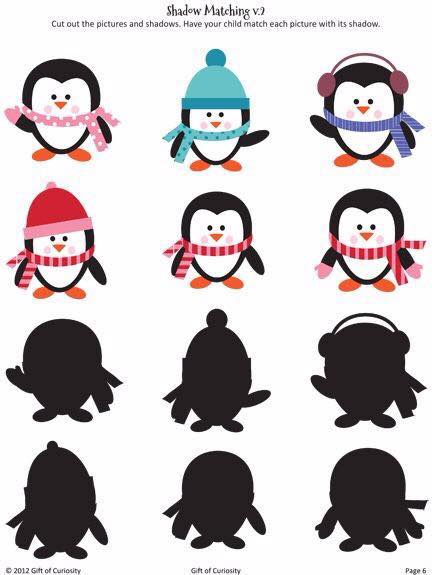 Shadow Matching v.2
Cut out the pictures and shadows. Have your child match each picture with its shadow.
© 2012 Gift of Curiosity Gift of Curiosity Page 6